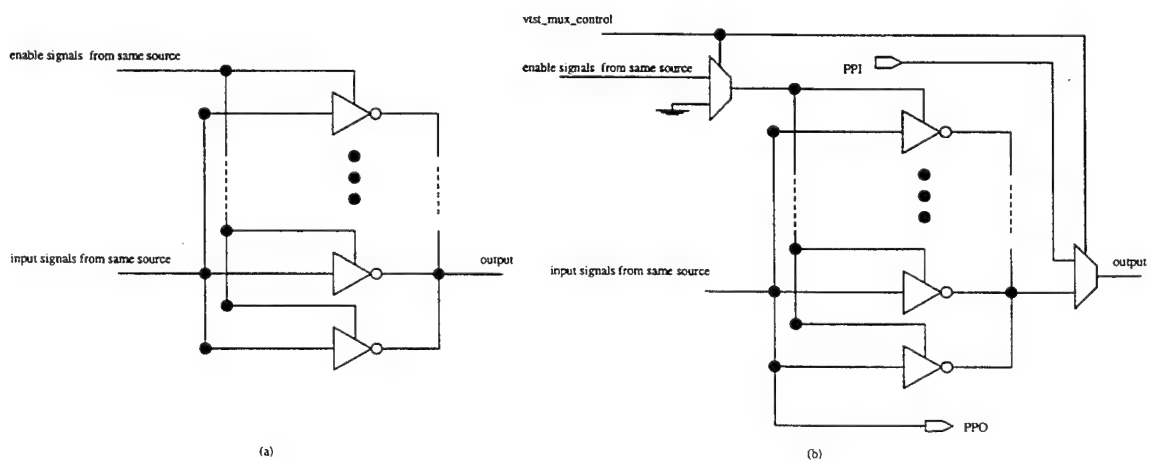 vtst_mux_control
enable signals from same source
enable signals from same source
PPI
input signals from same source
output
input signals from same source
output
PPO
(a)
(b)